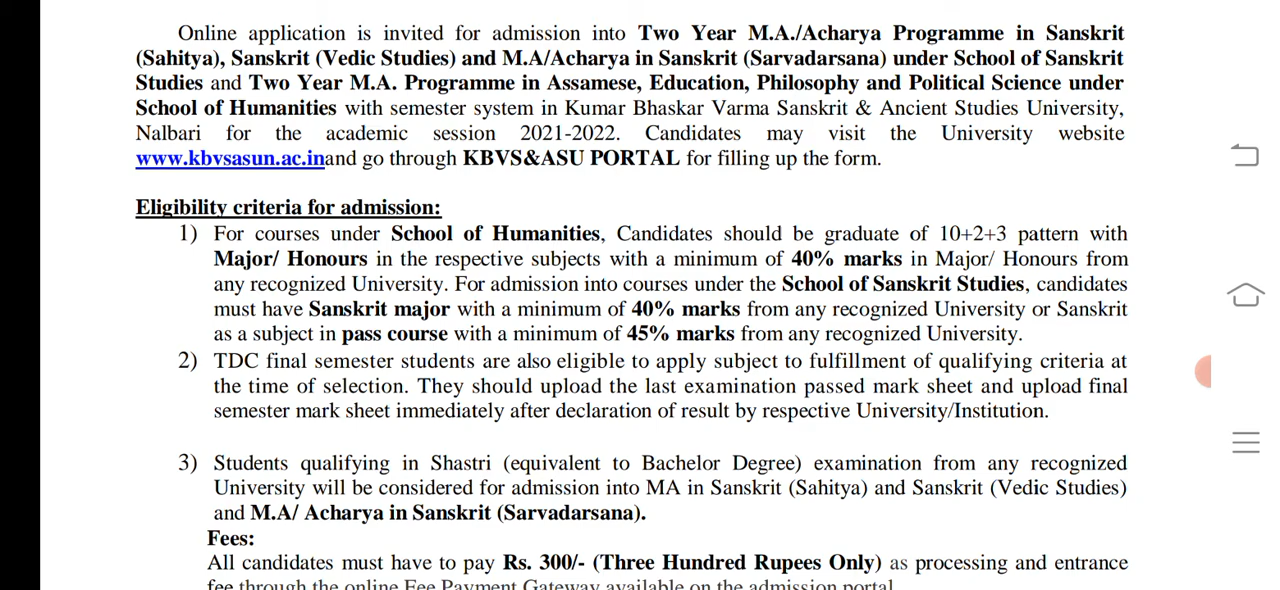 Online application is invited for admission into Two Year M.A./Acharya Programme in Sanskrit
(Sahitya), Sanskrit (Vedic Studies) and M.A/Acharya in Sanskrit (Sarvadarsana) under School of Sanskrit
Studies and Two Year M.A. Programme in Assamese, Education, Philosophy and Political Science under
School of Humanities with semester system in Kumar Bhaskar Varma Sanskrit & Ancient Studies University,
Nalbari for the academic session 2021-2022. Candidates may visit the University website
www.kbvsasun.ac.inand go through KBVS&ASU PORTAL for filling up the form.
Eligibility criteria for admission:
1) For courses under School of Humanities, Candidates should be graduate of 10+2+3 pattern with
Major/ Honours in the respective subjects with a minimum of 40% marks in Major/ Honours from
any recognized University. For admission into courses under the School of Sanskrit Studies, candidates
must have Sanskrit major with a minimum of 40% marks from any recognized University or Sanskrit
as a subject in pass course with a minimum of 45% marks from any recognized University.
2) TDC final semester students are also eligible to apply subject to fulfillment of qualifying criteria at
the time of selection. They should upload the last examination passed mark sheet and upload final
semester mark sheet immediately after declaration of result by respective University/Institution.
3) Students qualifying in Shastri (equivalent to Bachelor Degree) examination from any recognized
University will be considered for admission into MA in Sanskrit (Sahitya) and Sanskrit (Vedic Studies)
and M.A/ Acharya in Sanskrit (Sarvadarsana).
Fees:
All candidates must have to pay Rs. 300/- (Three Hundred Rupees Only) as processing and entrance
fee through the online Fee Payment Gateway available on the admission portal